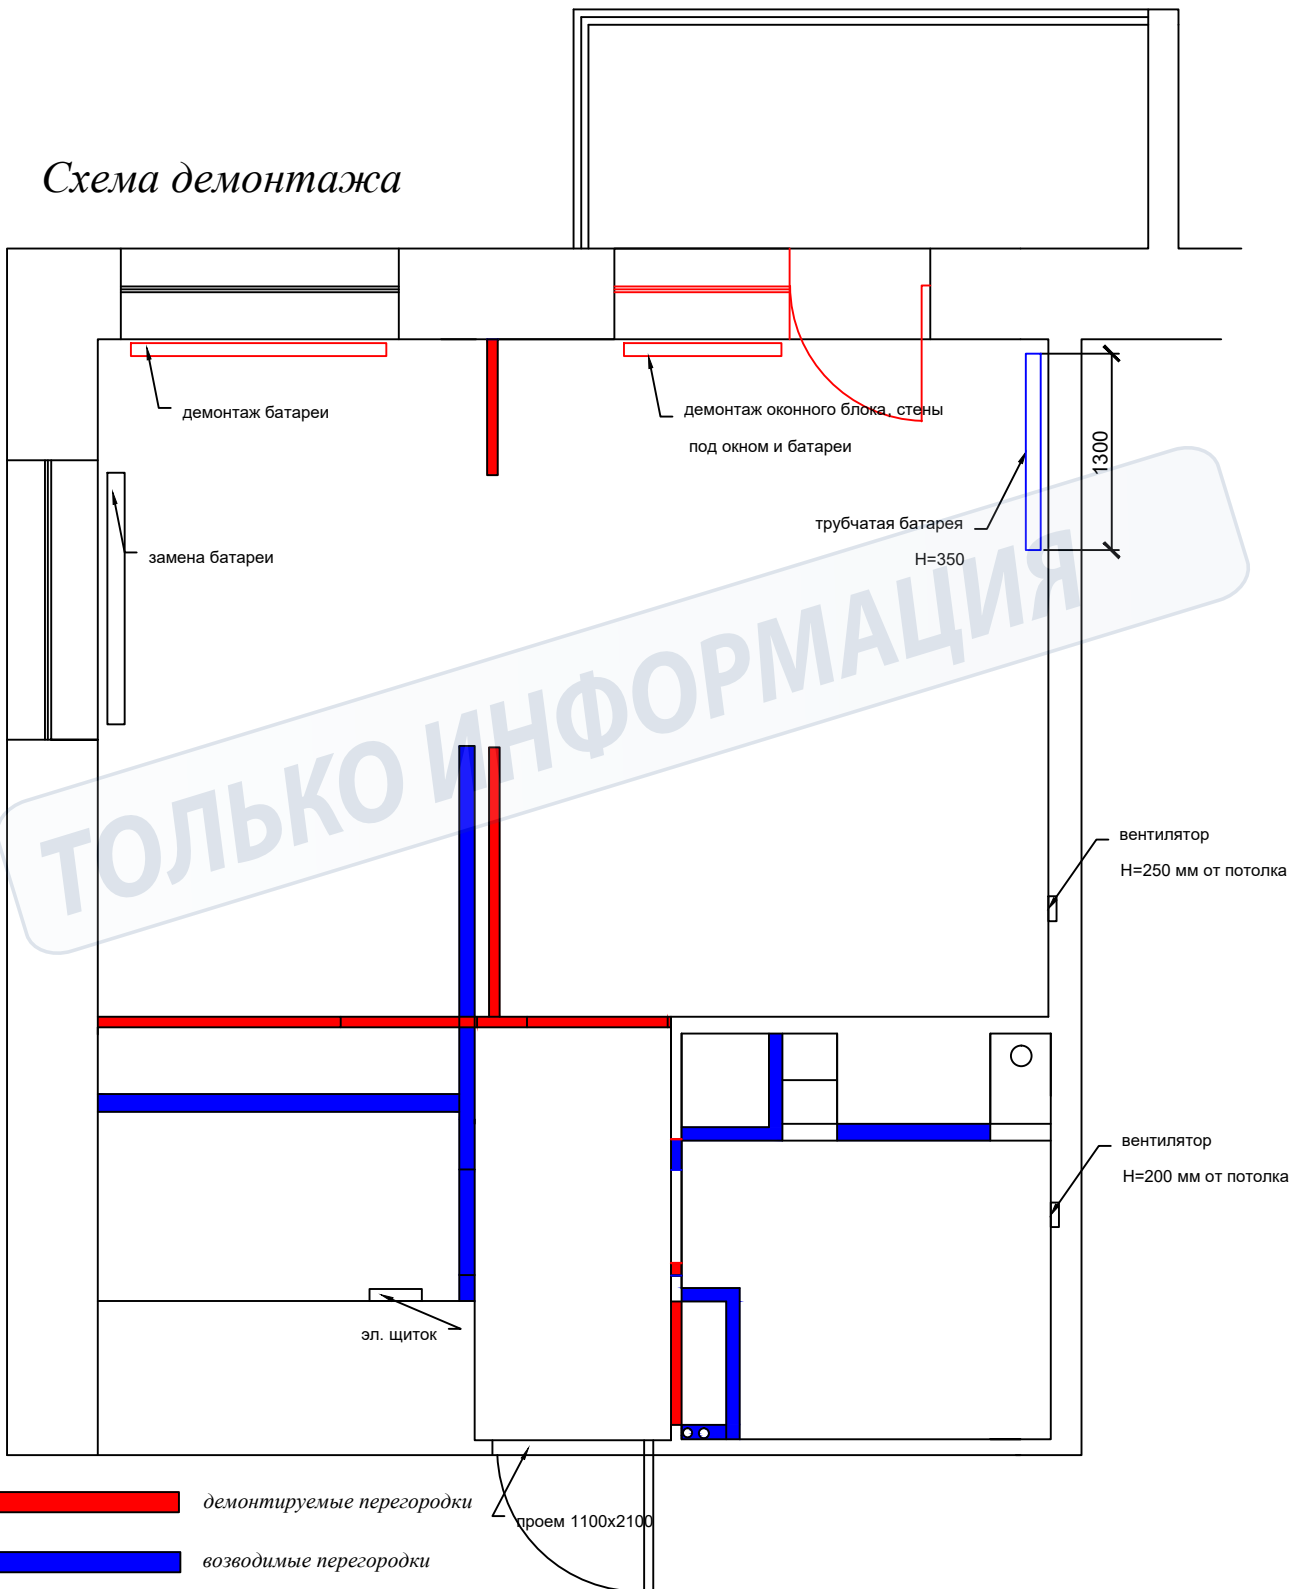 Схема демонтажа
демонтаж батареи
демонтаж оконного блока, стены
под окном и батареи
1300
трубчатая батарея
H=350
замена батареи
ТОЛЬКО ИНФОРМАЦИЯ
вентилятор
H=250 мм от потолка
вентилятор
H=200 мм от потолка
эл. щиток
демонтируемые перегородки
проем 1100х2100
возводимые перегородки